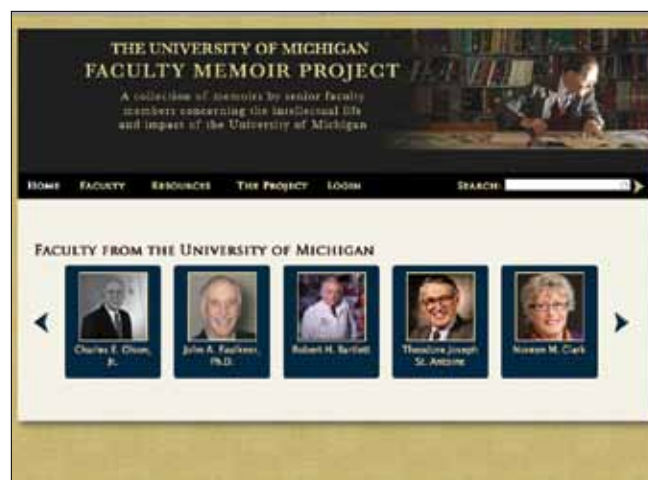 THE UNIVERSITY OF MICHIGAN
FACULTY MEMOIR PROJECT
A collection of memoirs by senior faculty
members concerning the intellectual life
and impact of the University of Michigan
HOME FACULTY RESOURCES THE PROJECT LOGIN SEARCH:
FACULTY FROM THE UNIVERSITY OF MICHIGAN
Charles E. Olson, Jr.
John A. Faulkner, Ph.D.
Robert H. Bartlett
Theodore Joseph St. Antoine
Noreen M. Clark